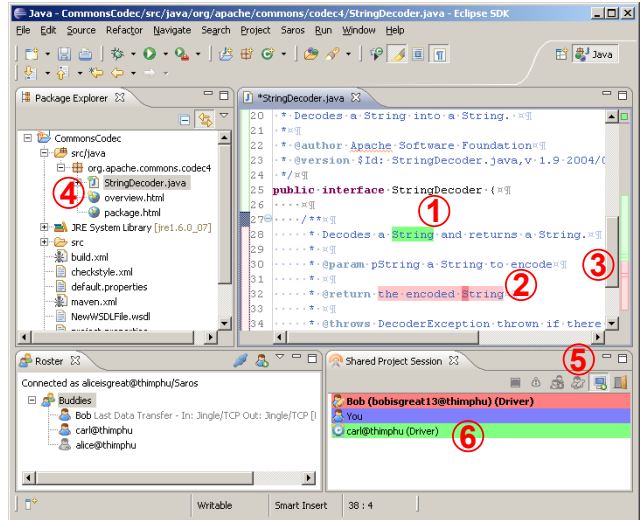 Java - CommonsCodec/src/java/org/apache/commons/codec4/StringDecoder.java - Eclipse SDK
File Edit Source Refactor Navigate Search Project Saros Run Window Help
Java
Package Explorer
*StringDecoder.java
CommonsCodec
src/java
org.apache.commons.codec4
StringDecoder.java
overview.html
package.html
JRE System Library [jre1.6.0_07]
src
build.xml
checkstyle.xml
default.properties
maven.xml
NewWSDLFile.wsdl
project.properties
4
20 ·*·Decodes·a·String·into·a·String.·¤¶
21 ·*¤¶
22 ·*·@author·Apache·Software·Foundation¤¶
23 ·*·@version·$Id:·StringDecoder.java,v·1.9·2004/0
24 ·*/¤¶
25 public·interface·StringDecoder·{¤¶
26 ····¤¶
27 ····/**¤¶
28 ·····*·Decodes·a·String·and·returns·a·String.¤¶
29 ·····*·¤¶
30 ·····*·@param·pString·a·String·to·encode¤¶
31 ·····*·¤¶
32 ·····*·@return·the·encoded·String
33 ·····*·¤¶
34 ·····*·@throws·DecoderException·thrown·if·there
1
2
3
Roster
Connected as aliceisgreat@thimphu/Saros
Buddies
Bob Last Data Transfer - In: Jingle/TCP Out: Jingle/TCP [
carl@thimphu
alice@thimphu
Shared Project Session
5
Bob (bobisgreat13@thimphu) (Driver)
You
carl@thimphu (Driver)
6
Writable Smart Insert 38 : 4